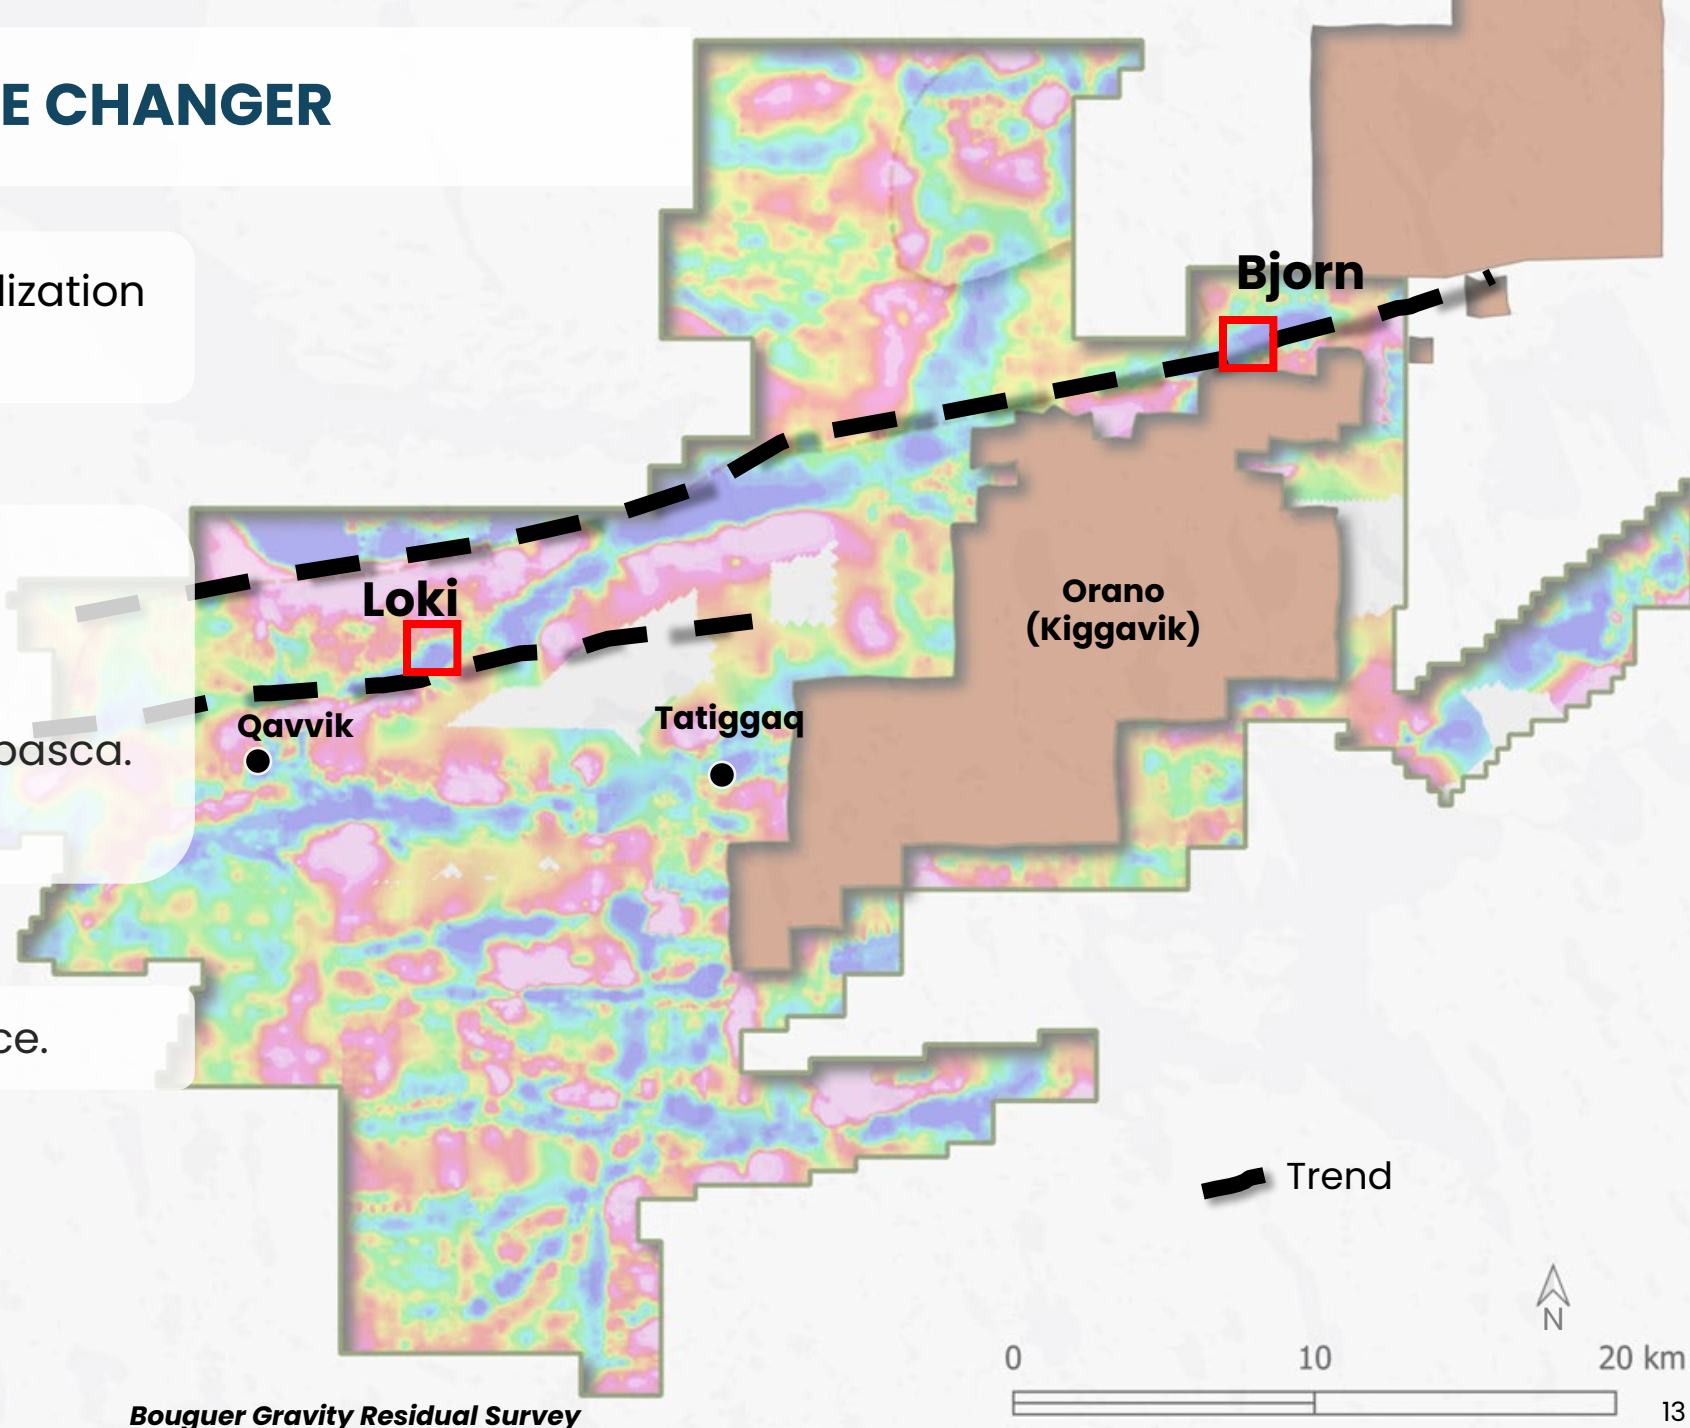 E CHANGER
lization
basca.
ce.
Bjorn
Loki
Orano
(Kiggavik)
Qavvik
Tatiggaq
Trend
N
0 10 20 km
Bouguer Gravity Residual Survey
13